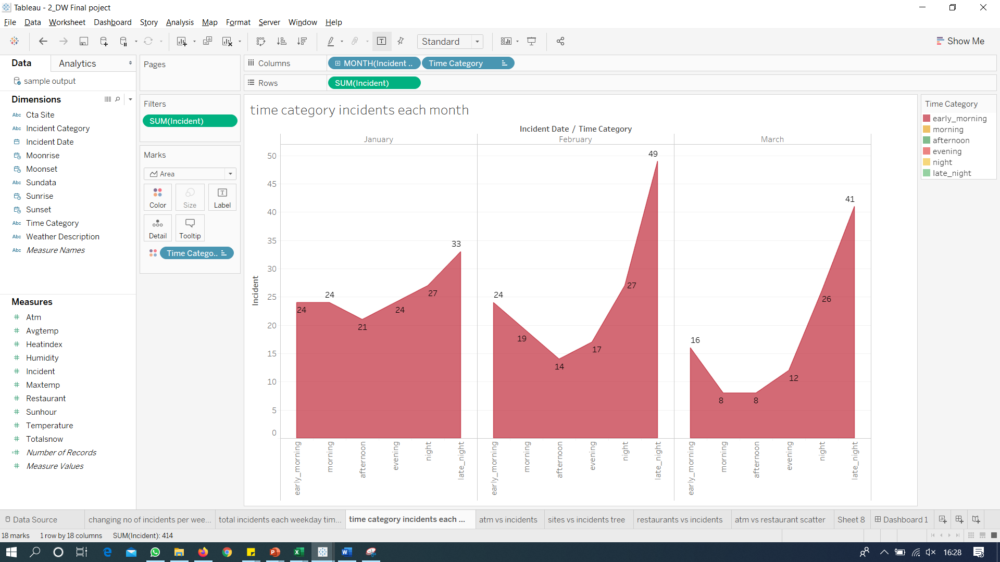 Tableau - 2_DW Final poject
File Data Worksheet Dashboard Story Analysis Map Format Server Window Help
Standard
Show Me
Data
Analytics
sample output
Dimensions
Abc Cta Site
Abc Incident Category
Incident Date
Moonrise
Moonset
Abc Sundata
Sunrise
Sunset
Abc Time Category
Abc Weather Description
Abc Measure Names
Measures
# Atm
# Avgtemp
# Heatindex
# Humidity
# Incident
# Maxtemp
# Restaurant
# Sunhour
# Temperature
# Totalsnow
=# Number of Records
# Measure Values
Pages
Filters
SUM(Incident)
Marks
Area
Color Size Label
Detail Tooltip
Time Catego..
Columns MONTH(Incident .. Time Category
Rows SUM(Incident)
time category incidents each month
Incident Date / Time Category
January February March
Incident
50
45
40
35
30
25
20
15
10
5
0
24 24 21 24 27 33
24 19 14 17 27 49
16 8 8 12 26 41
early_morning morning afternoon evening night late_night
early_morning morning afternoon evening night late_night
early_morning morning afternoon evening night late_night
Time Category
early_morning
morning
afternoon
evening
night
late_night
Data Source changing no of incidents per wee... total incidents each weekday tim... time category incidents each ... atm vs incidents sites vs incidents tree restaurants vs incidents atm vs restaurant scatter Sheet 8 Dashboard 1
18 marks 1 row by 18 columns SUM(Incident): 414
16:28